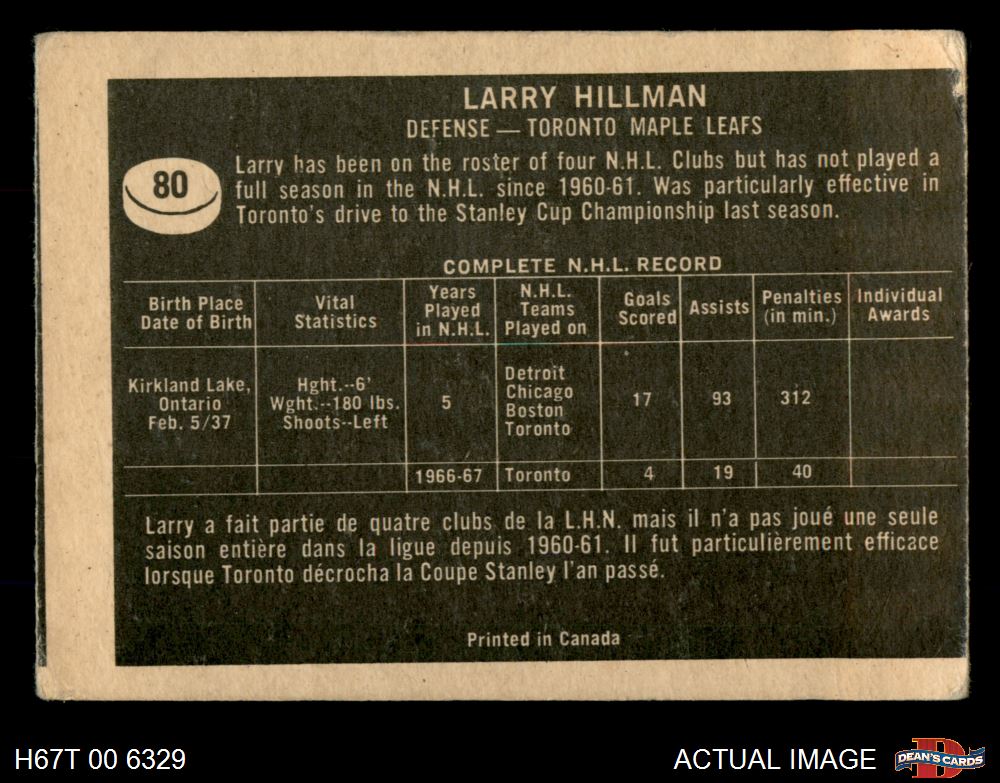 LARRY HILLMAN
DEFENSE — TORONTO MAPLE LEAFS
80
Larry has been on the roster of four N.H.L. Clubs but has not played a
full season in the N.H.L. since 1960-61. Was particularly effective in
Toronto's drive to the Stanley Cup Championship last season.
COMPLETE N.H.L. RECORD
Birth Place
Date of Birth
Vital
Statistics
Years
Played
in N.H.L.
N.H.L.
Teams
Played on
Goals
Scored
Assists
Penalties
(in min.)
Individual
Awards
Kirkland Lake,
Ontario
Feb. 5/37
Hght.--6'
Wght.--180 lbs.
Shoots--Left
5
Detroit
Chicago
Boston
Toronto
17
93
312
1966-67
Toronto
4
19
40
Larry a fait partie de quatre clubs de la L.H.N. mais il n'a pas joué une seule
saison entière dans la ligue depuis 1960-61. Il fut particulièrement efficace
lorsque Toronto décrocha la Coupe Stanley l'an passé.
Printed in Canada
H67T 00 6329
ACTUAL IMAGE
D
DEAN'S CARDS